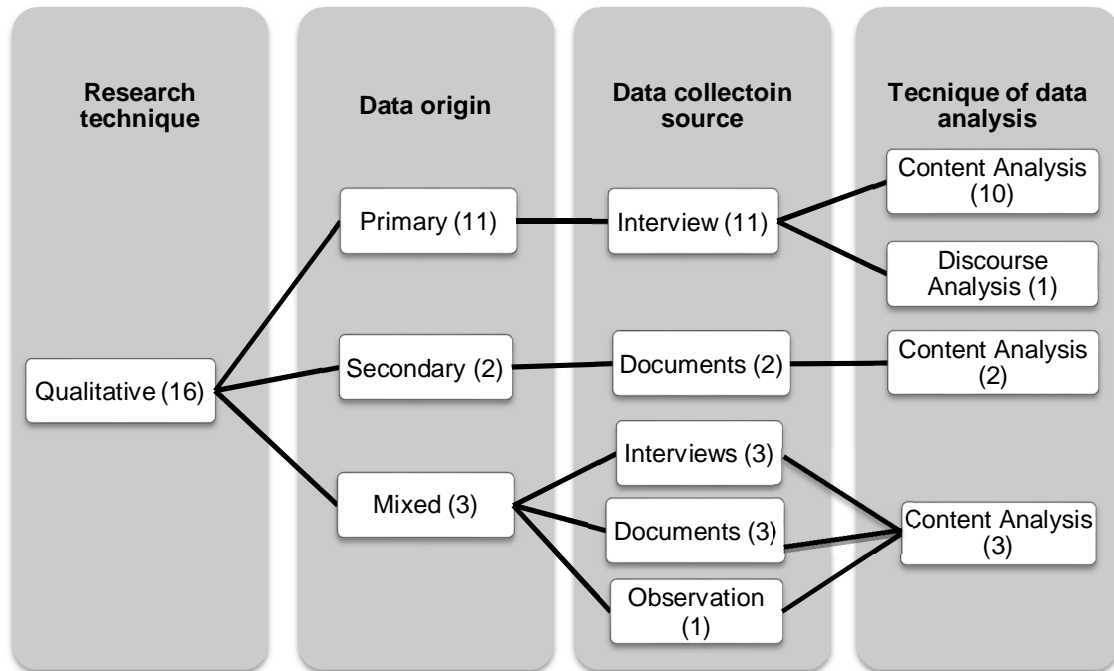 Research
technique
Data origin
Data collectoin
source
Tecnique of data
analysis
Qualitative (16)
Primary (11)
Secondary (2)
Mixed (3)
Interview (11)
Documents (2)
Interviews (3)
Documents (3)
Observation
(1)
Content Analysis
(10)
Discourse
Analysis (1)
Content Analysis
(2)
Content Analysis
(3)